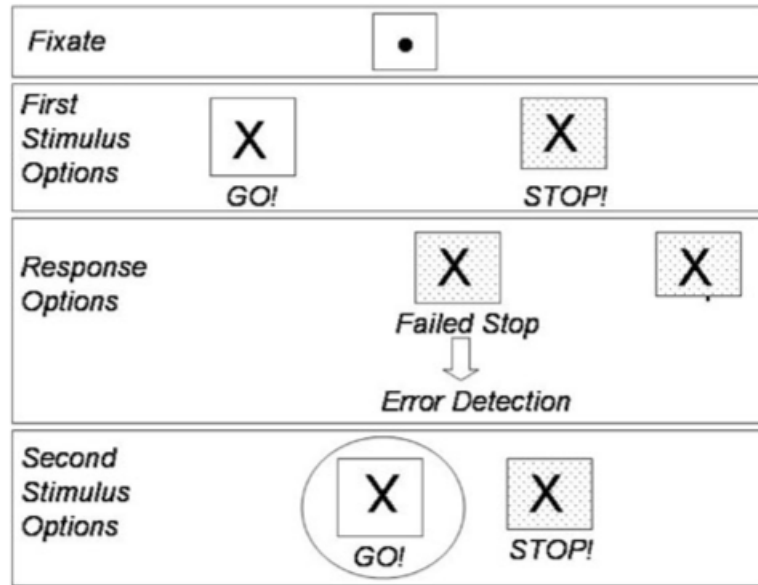 Fixate
First
Stimulus
Options
X
X
GO!
STOP!
Response
Options
X
X
Failed Stop
Error Detection
Second
Stimulus
Options
X
X
GO!
STOP!